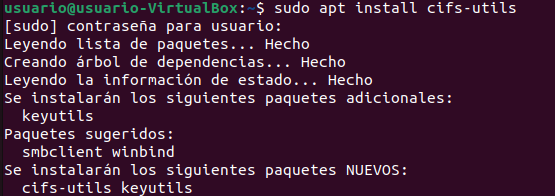 usuario@usuario-VirtualBox:~$ sudo apt install cifs-utils
[sudo] contraseña para usuario:
Leyendo lista de paquetes... Hecho
Creando árbol de dependencias... Hecho
Leyendo la información de estado... Hecho
Se instalarán los siguientes paquetes adicionales:
  keyutils
Paquetes sugeridos:
  smbclient winbind
Se instalarán los siguientes paquetes NUEVOS:
  cifs-utils keyutils